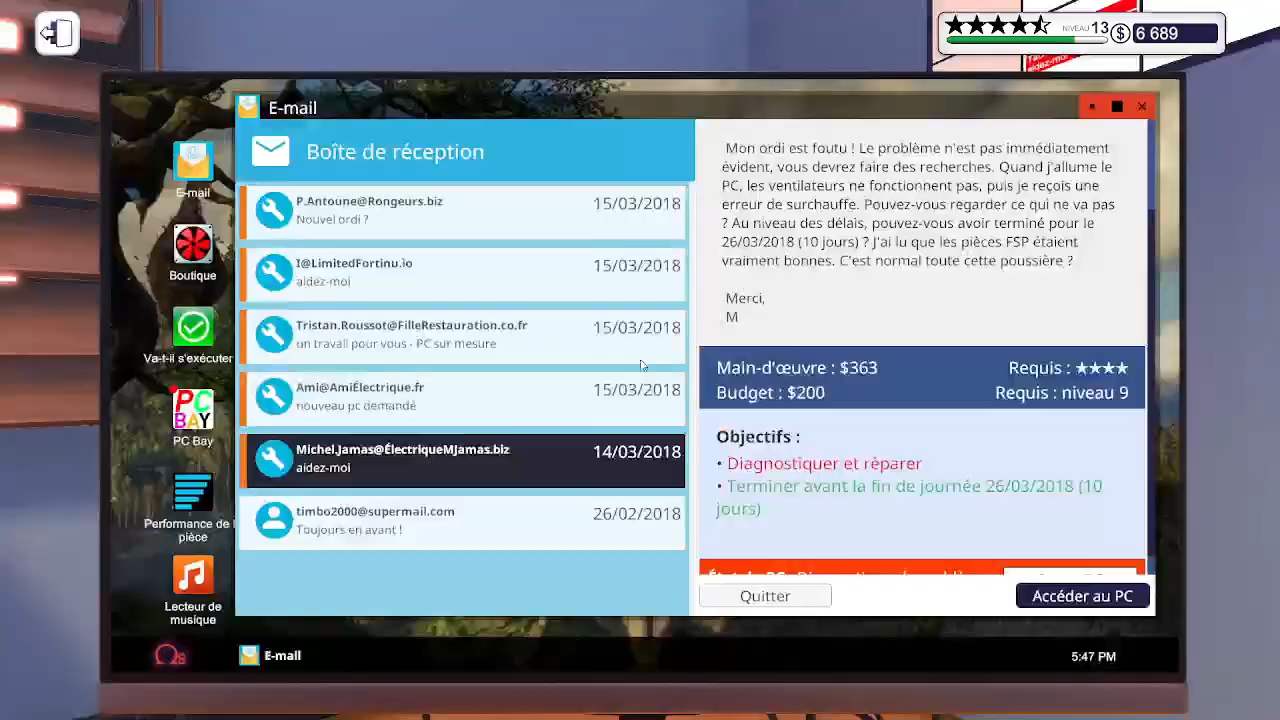 NIVEAU 13
$ 6 689
aidez-moi
E-mail
Boîte de réception
E-mail
Boutique
Va-t-il s'exécuter
PC
BAY
PC Bay
Performance de l
pièce
Lecteur de
musique
P.Antoune@Rongeurs.biz
15/03/2018
Nouvel ordi ?
I@LimitedFortinu.io
15/03/2018
aidez-moi
Tristan.Roussot@FilleRestauration.co.fr
15/03/2018
un travail pour vous - PC sur mesure
Ami@AmiÉlectrique.fr
15/03/2018
nouveau pc demandé
Michel.Jamas@ÉlectriqueMJamas.biz
14/03/2018
aidez-moi
timbo2000@supermail.com
26/02/2018
Toujours en avant !
Mon ordi est foutu ! Le problème n'est pas immédiatement
évident, vous devrez faire des recherches. Quand j'allume le
PC, les ventilateurs ne fonctionnent pas, puis je reçois une
erreur de surchauffe. Pouvez-vous regarder ce qui ne va pas
? Au niveau des délais, pouvez-vous avoir terminé pour le
26/03/2018 (10 jours) ? J'ai lu que les pièces FSP étaient
vraiment bonnes. C'est normal toute cette poussière ?
Merci,
M
Main-d'œuvre : $363
Requis : ★★★★
Budget : $200
Requis : niveau 9
Objectifs :
• Diagnostiquer et réparer
• Terminer avant la fin de journée 26/03/2018 (10
jours)
Quitter
Accéder au PC
E-mail
5:47 PM